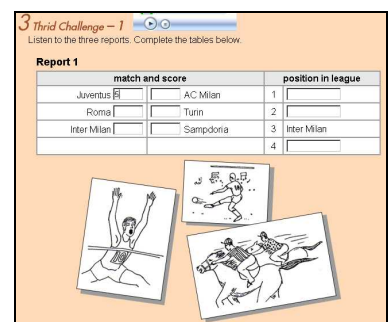 3 Thrid Challenge – 1
Listen to the three reports. Complete the tables below.
Report 1
match and score position in league
Juventus 5 AC Milan 1
Roma Turin 2
Inter Milan Sampdoria 3 Inter Milan
4